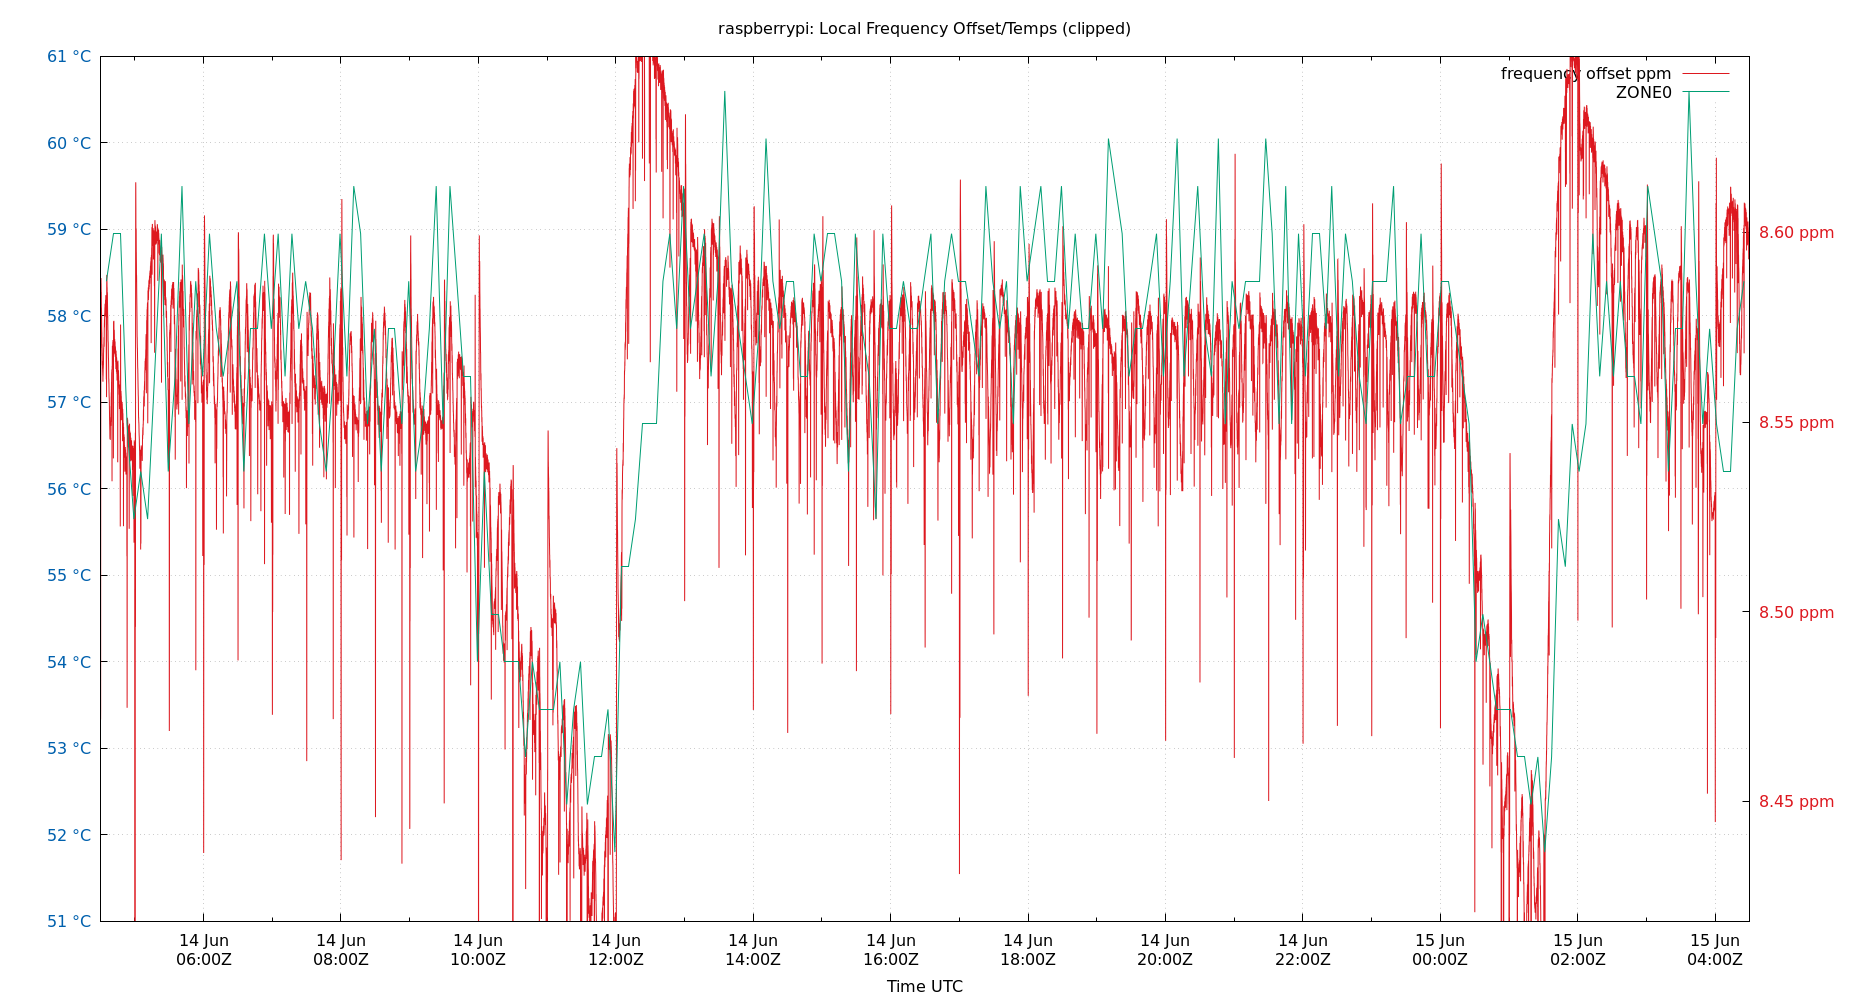 raspberrypi: Local Frequency Offset/Temps (clipped)
61 °C
60 °C
59 °C
58 °C
57 °C
56 °C
55 °C
54 °C
53 °C
52 °C
51 °C
frequency offset ppm
ZONE0
8.60 ppm
8.55 ppm
8.50 ppm
8.45 ppm
14 Jun 14 Jun 14 Jun 14 Jun 14 Jun 14 Jun 14 Jun 14 Jun 14 Jun 15 Jun 15 Jun 15 Jun
06:00Z 08:00Z 10:00Z 12:00Z 14:00Z 16:00Z 18:00Z 20:00Z 22:00Z 00:00Z 02:00Z 04:00Z
Time UTC